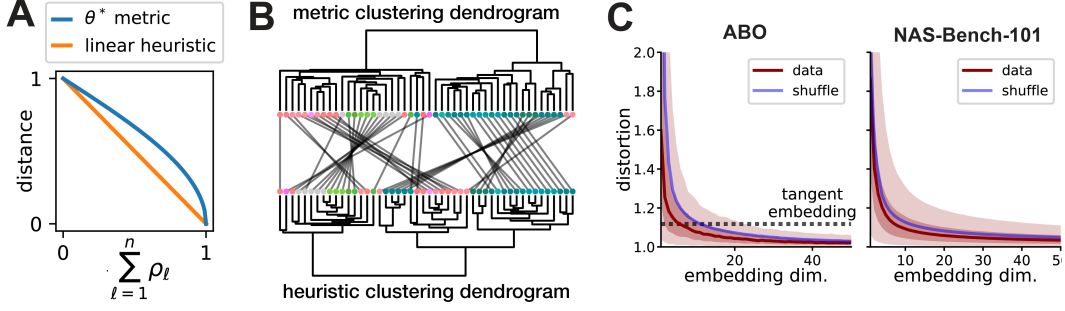 A
θ* metric
linear heuristic
distance
1
0
0
1
n
∑ ρℓ
ℓ = 1
B
metric clustering dendrogram
heuristic clustering dendrogram
C
ABO
data
shuffle
distortion
2.0
1.8
1.6
1.4
1.2
1.0
tangent
embedding
20
40
embedding dim.
NAS-Bench-101
data
shuffle
10
20
30
40
embedding dim.